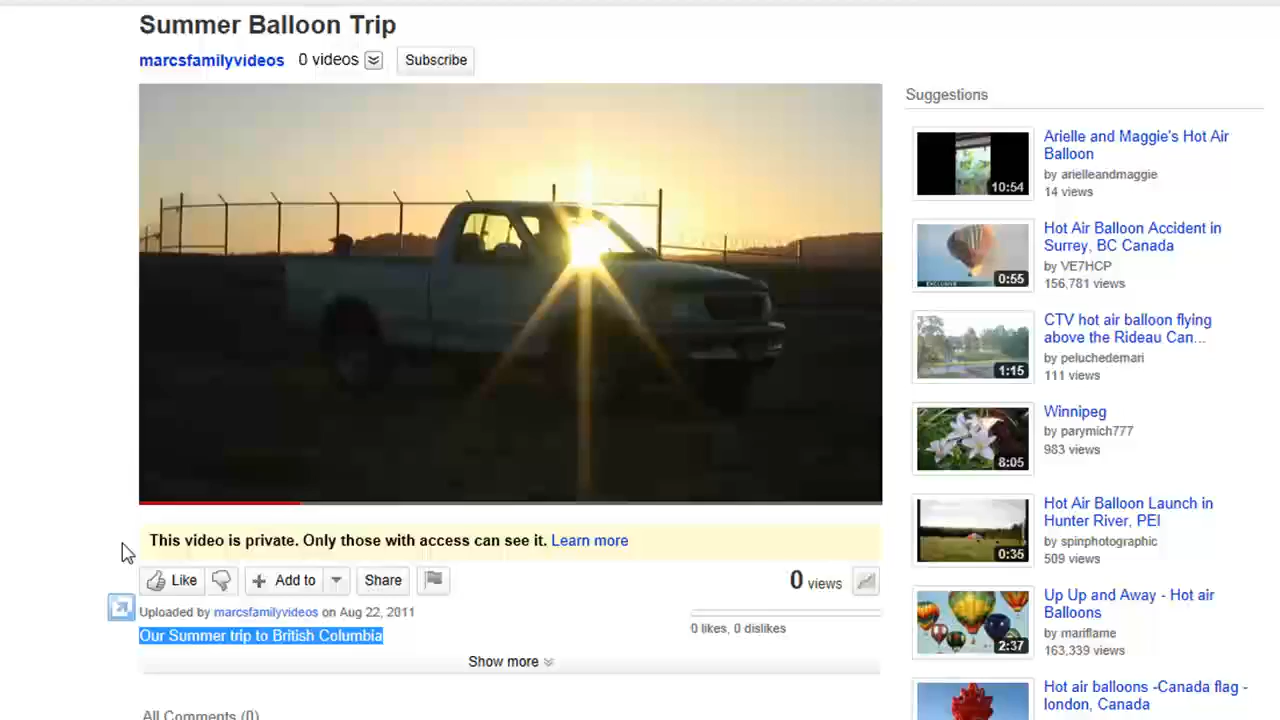 Summer Balloon Trip
marcsfamilyvideos 0 videos Subscribe
Suggestions
Arielle and Maggie's Hot Air
Balloon
by arielleandmaggie
14 views
10:54
Hot Air Balloon Accident in
Surrey, BC Canada
by VE7HCP
156,781 views
EXCLUSIVE
0:55
CTV hot air balloon flying
above the Rideau Can...
by peluchedemari
111 views
1:15
Winnipeg
by parymich777
983 views
8:05
Hot Air Balloon Launch in
Hunter River, PEI
by spinphotographic
509 views
0:35
Up Up and Away - Hot air
Balloons
by mariflame
163,339 views
2:37
Hot air balloons -Canada flag -
london, Canada
This video is private. Only those with access can see it. Learn more
Like Add to Share 0 views
Uploaded by marcsfamilyvideos on Aug 22, 2011
0 likes, 0 dislikes
Our Summer trip to British Columbia
Show more
All Comments (0)